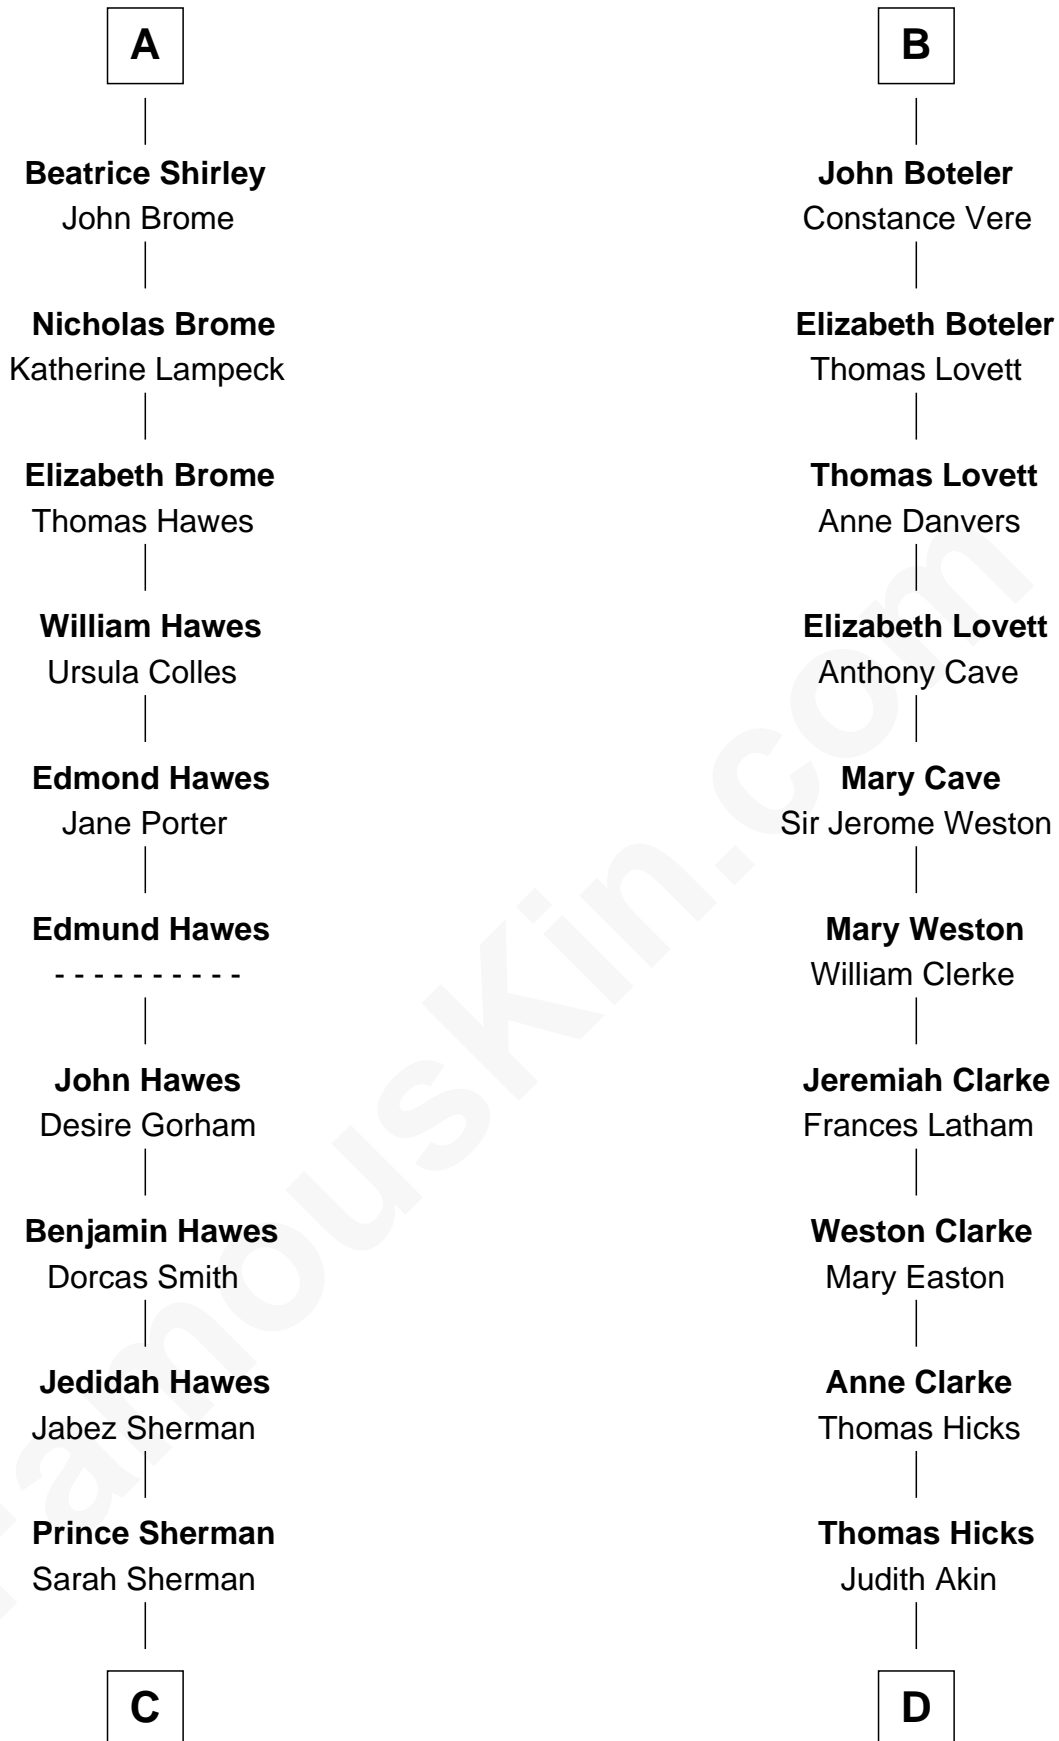 A
Beatrice Shirley
John Brome
Nicholas Brome
Katherine Lampeck
Elizabeth Brome
Thomas Hawes
William Hawes
Ursula Colles
Edmond Hawes
Jane Porter
Edmund Hawes
- - - - - - - - - -
John Hawes
Desire Gorham
Benjamin Hawes
Dorcas Smith
Jedidah Hawes
Jabez Sherman
Prince Sherman
Sarah Sherman
C
B
John Boteler
Constance Vere
Elizabeth Boteler
Thomas Lovett
Thomas Lovett
Anne Danvers
Elizabeth Lovett
Anthony Cave
Mary Cave
Sir Jerome Weston
Mary Weston
William Clerke
Jeremiah Clarke
Frances Latham
Weston Clarke
Mary Easton
Anne Clarke
Thomas Hicks
Thomas Hicks
Judith Akin
D
FamousKin.com